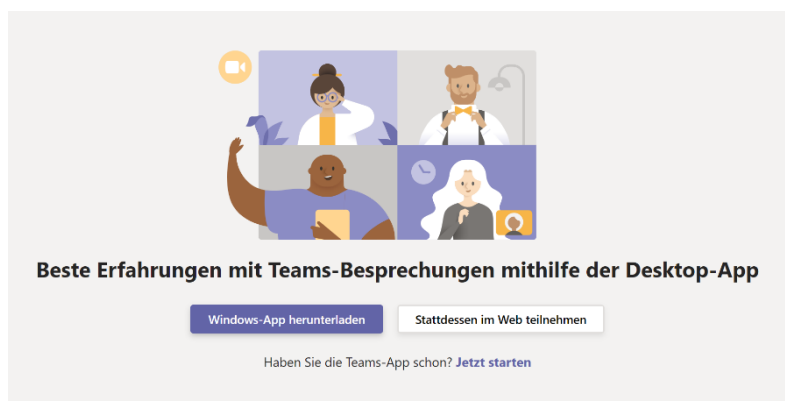 Beste Erfahrungen mit Teams-Besprechungen mithilfe der Desktop-App
Windows-App herunterladen
Stattdessen im Web teilnehmen
Haben Sie die Teams-App schon? Jetzt starten